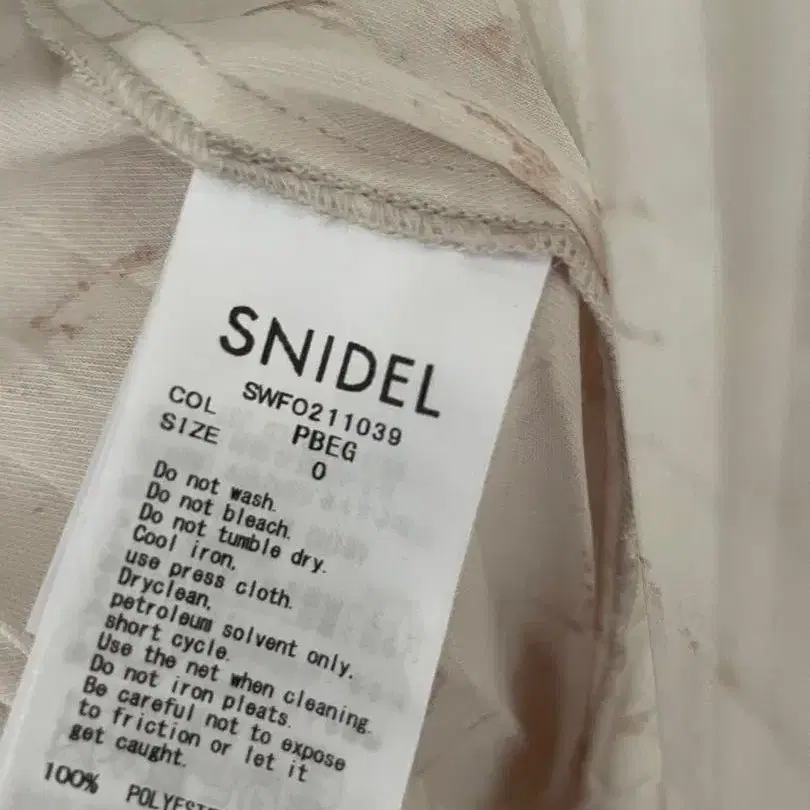 SNIDEL
SWFO211039
COL PBEG
SIZE 0
Do not wash.
Do not bleach.
Do not tumble dry.
Cool iron,
use press cloth.
Dryclean,
petroleum solvent only,
short cycle.
Use the net when cleaning.
Do not iron pleats.
Be careful not to expose
to friction or let it
get caught.
100%